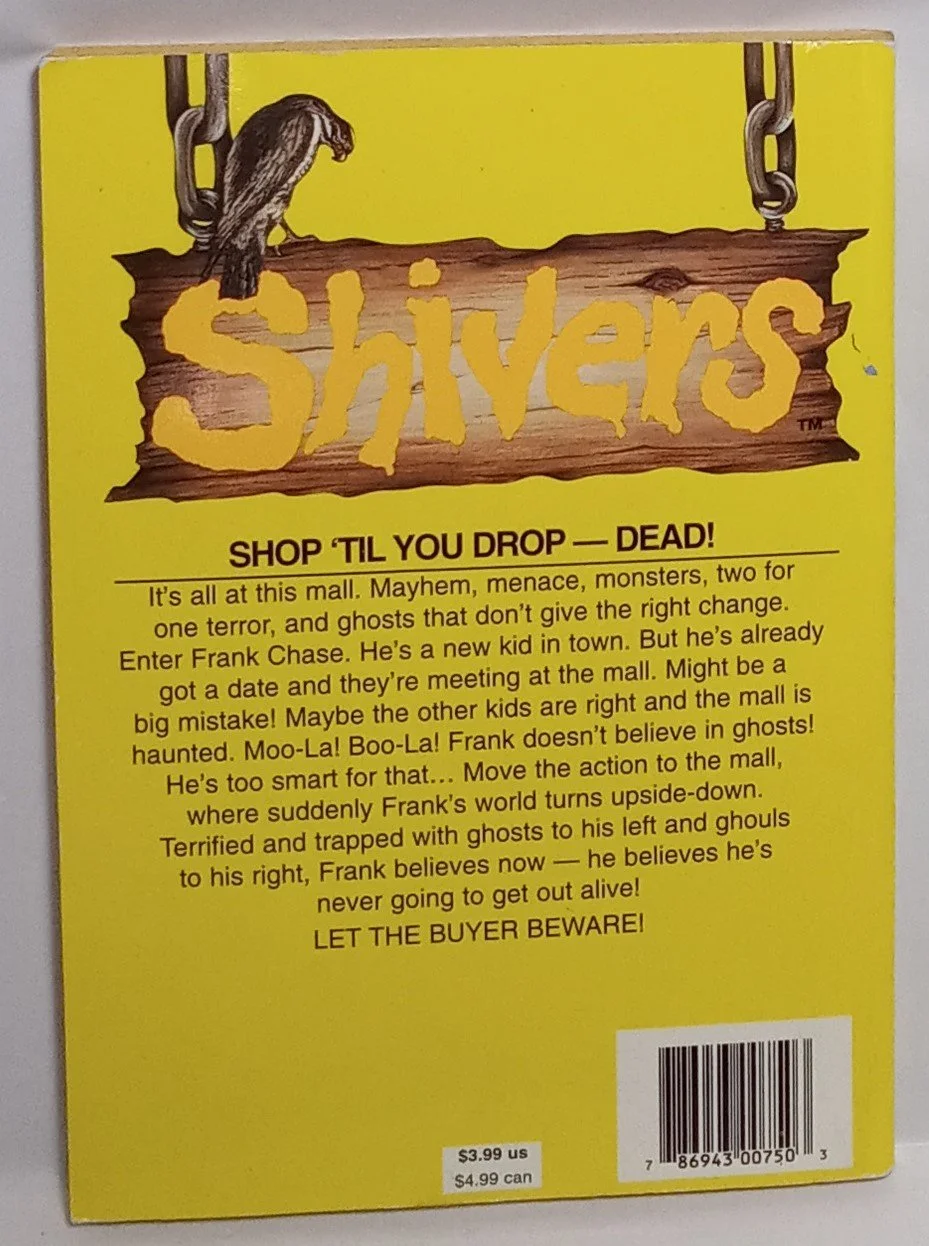 Shivers
TM
SHOP ‘TIL YOU DROP — DEAD!
It's all at this mall. Mayhem, menace, monsters, two for
one terror, and ghosts that don't give the right change.
Enter Frank Chase. He's a new kid in town. But he's already
got a date and they're meeting at the mall. Might be a
big mistake! Maybe the other kids are right and the mall is
haunted. Moo-La! Boo-La! Frank doesn't believe in ghosts!
He's too smart for that... Move the action to the mall,
where suddenly Frank's world turns upside-down.
Terrified and trapped with ghosts to his left and ghouls
to his right, Frank believes now — he believes he's
never going to get out alive!
LET THE BUYER BEWARE!
$3.99 us
$4.99 can
7 86943 00750 3